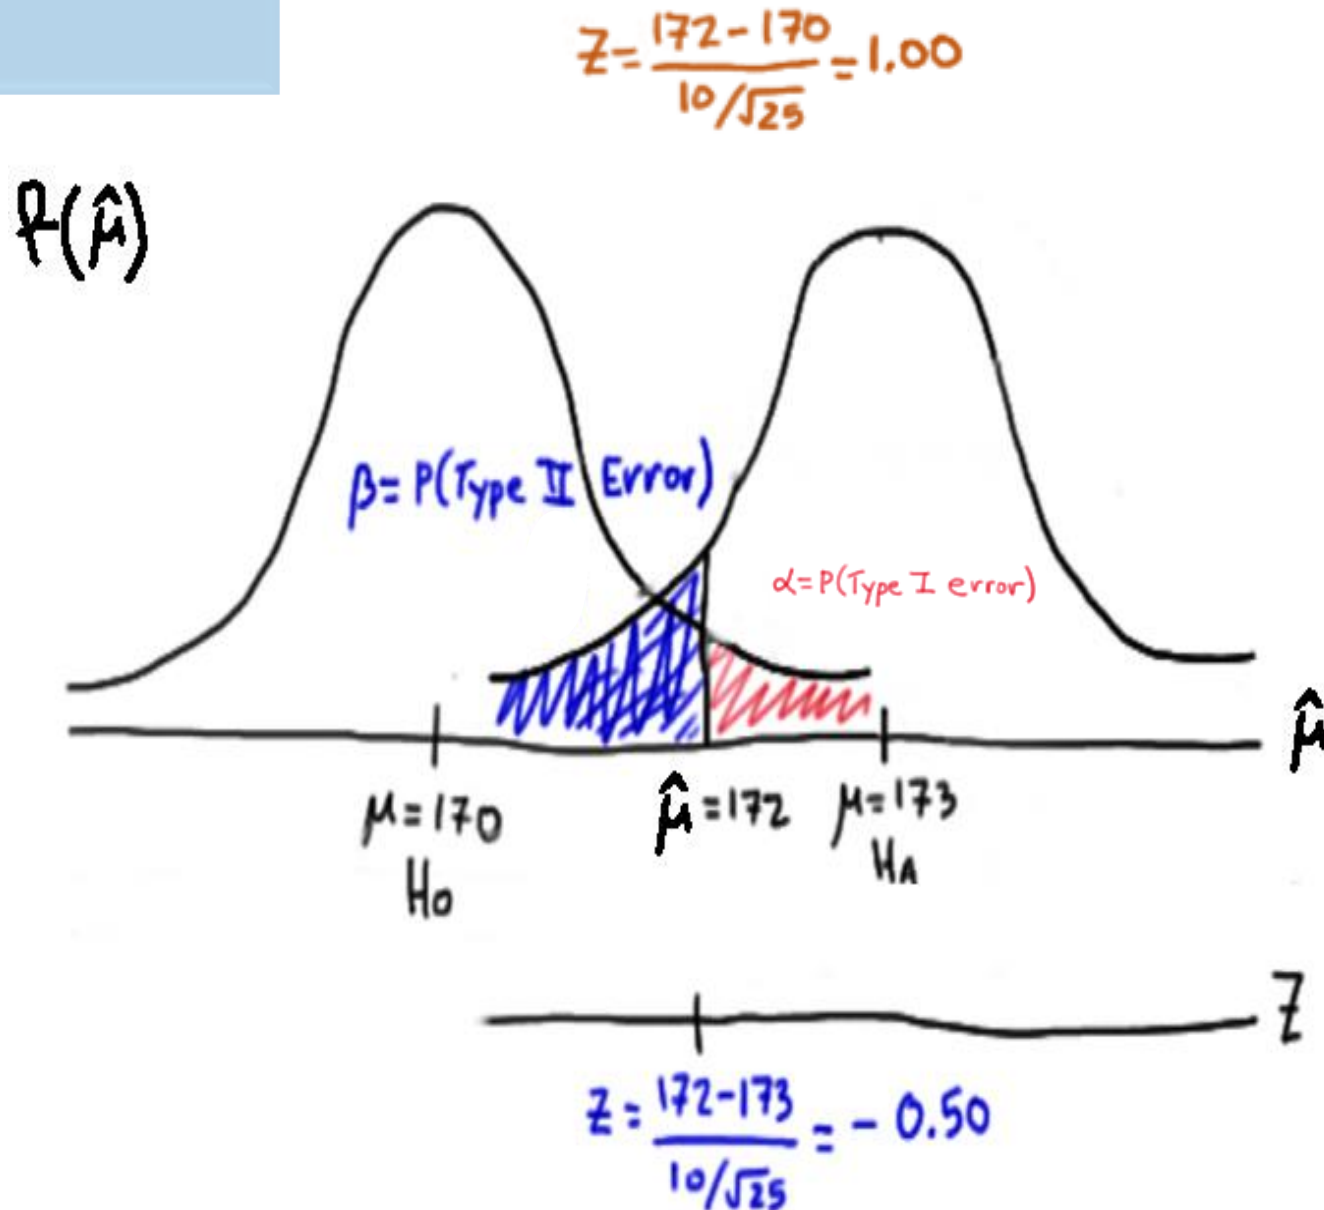 Z = (172 - 170) / (10/√25) = 1.00
f(μ̂)
β = P(Type II Error)
α = P(Type I error)
μ̂
μ = 170
H₀
μ̂ = 172
μ = 173
Hᴀ
Z
Z = (172 - 173) / (10/√25) = - 0.50